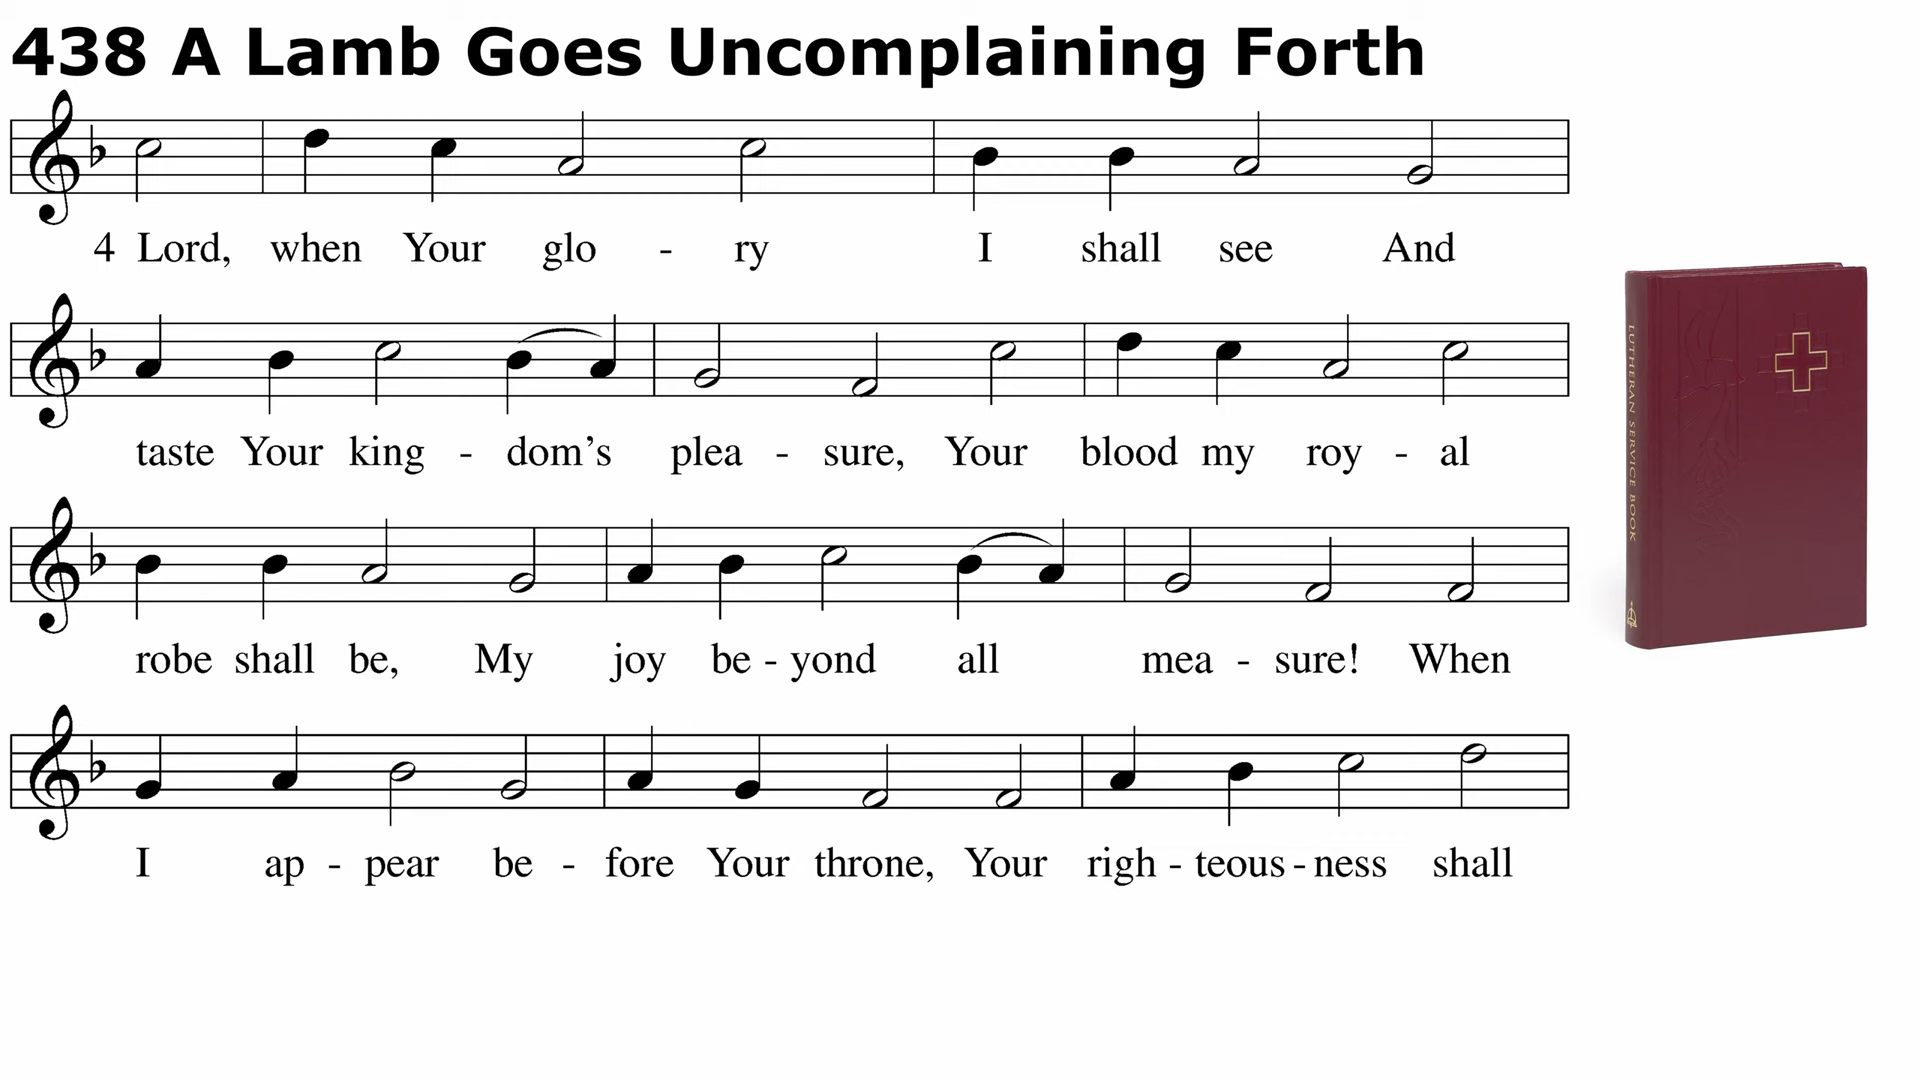 438 A Lamb Goes Uncomplaining Forth
4 Lord, when Your glo - ry I shall see And
taste Your king - dom’s plea - sure, Your blood my roy - al
robe shall be, My joy be - yond all mea - sure! When
I ap - pear be - fore Your throne, Your righ - teous - ness shall
LUTHERAN SERVICE BOOK